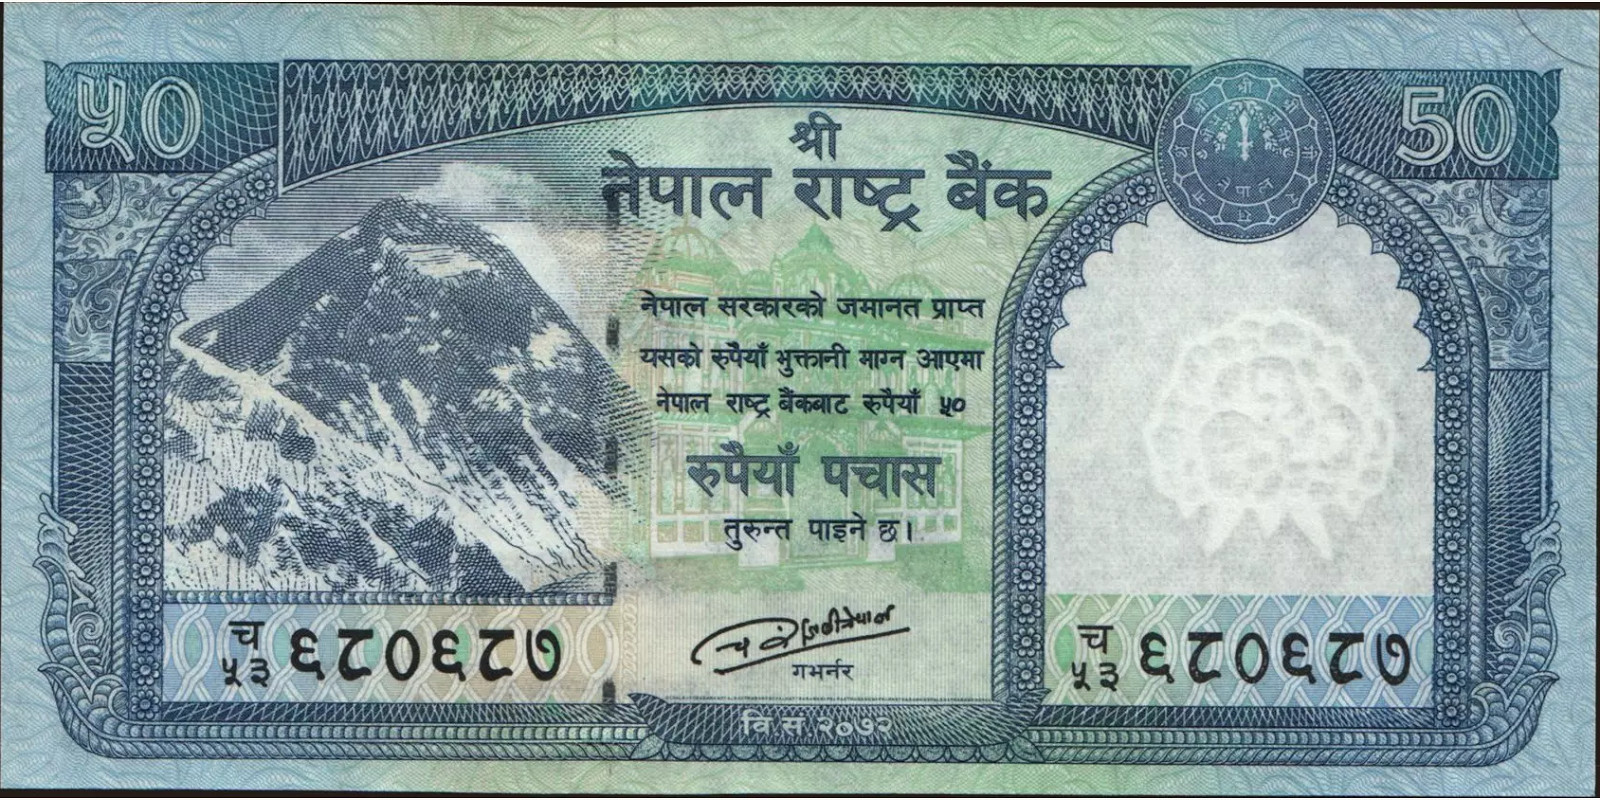 ५० 50
श्री
नेपाल राष्ट्र बैंक
नेपाल सरकारको जमानत प्राप्त
यसको रुपैयाँ भुक्तानी माग्न आएमा
नेपाल राष्ट्र बैंकबाट रुपैयाँ ५०
रुपैयाँ पचास
तुरुन्त पाइने छ।
च ५३ ६८०६८७
च ५३ ६८०६८७
गभर्नर
वि.सं.२०७२